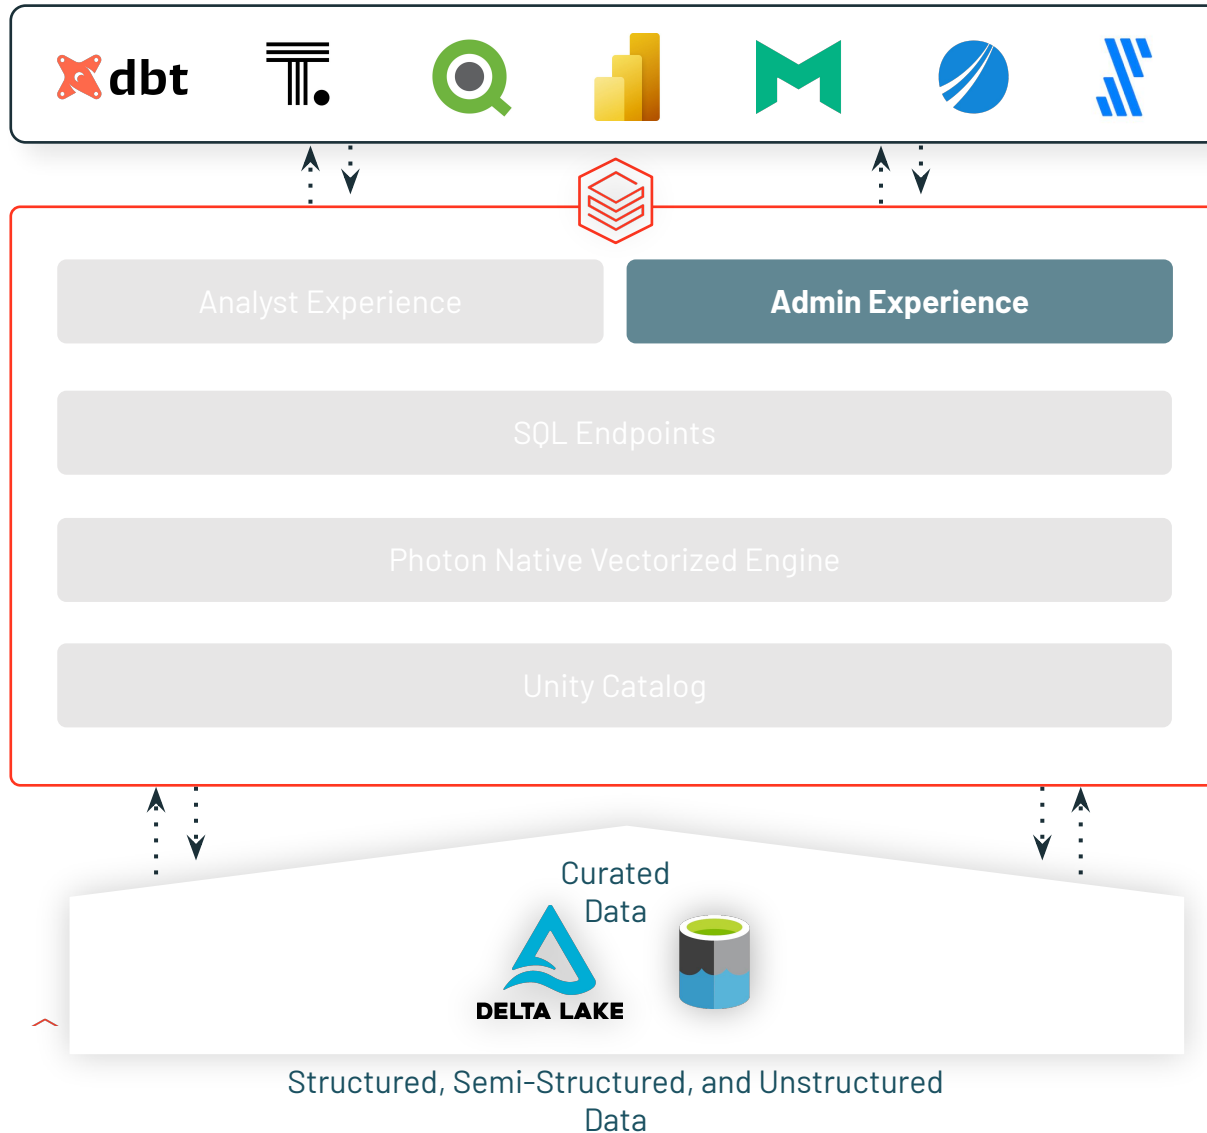 dbt
Analyst Experience
Admin Experience
SQL Endpoints
Photon Native Vectorized Engine
Unity Catalog
Curated
Data
DELTA LAKE
Structured, Semi-Structured, and Unstructured
Data